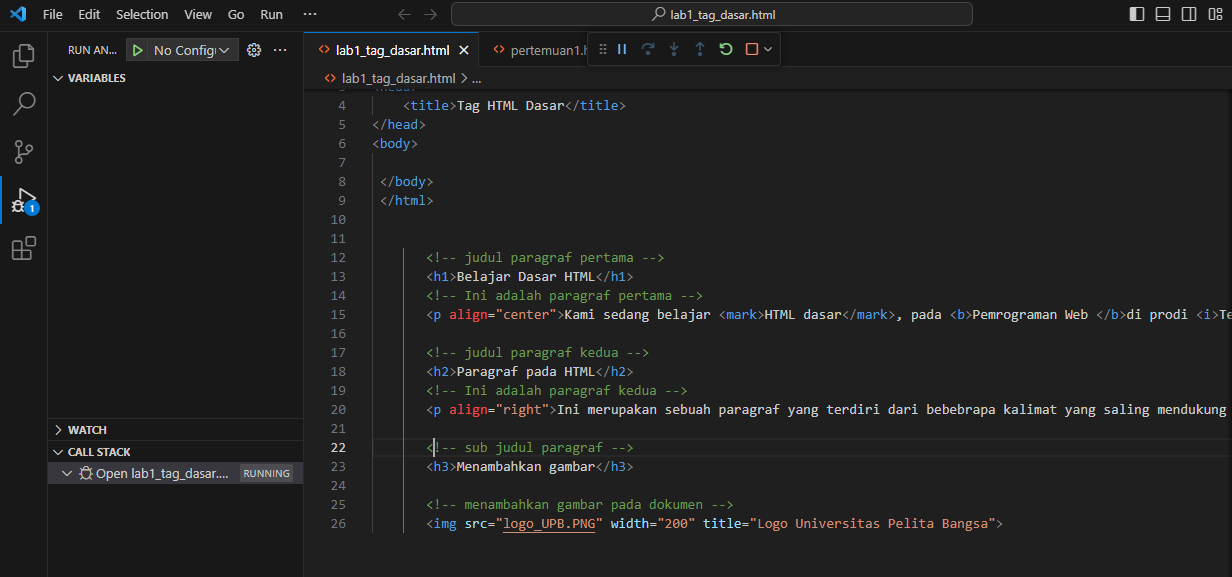 File Edit Selection View Go Run ···
lab1_tag_dasar.html
RUN AN... No Config
lab1_tag_dasar.html pertemuan1.h
VARIABLES
lab1_tag_dasar.html > ...
4 <title>Tag HTML Dasar</title>
5 </head>
6 <body>
7
8 </body>
9 </html>
10
11
12 <!-- judul paragraf pertama -->
13 <h1>Belajar Dasar HTML</h1>
14 <!-- Ini adalah paragraf pertama -->
15 <p align="center">Kami sedang belajar <mark>HTML dasar</mark>, pada <b>Pemrograman Web </b>di prodi <i>Te
16
17 <!-- judul paragraf kedua -->
18 <h2>Paragraf pada HTML</h2>
19 <!-- Ini adalah paragraf kedua -->
20 <p align="right">Ini merupakan sebuah paragraf yang terdiri dari bebebrapa kalimat yang saling mendukung
21
22 <!-- sub judul paragraf -->
23 <h3>Menambahkan gambar</h3>
24
25 <!-- menambahkan gambar pada dokumen -->
26 <img src="logo_UPB.PNG" width="200" title="Logo Universitas Pelita Bangsa">
WATCH
CALL STACK
Open lab1_tag_dasar.... RUNNING
1